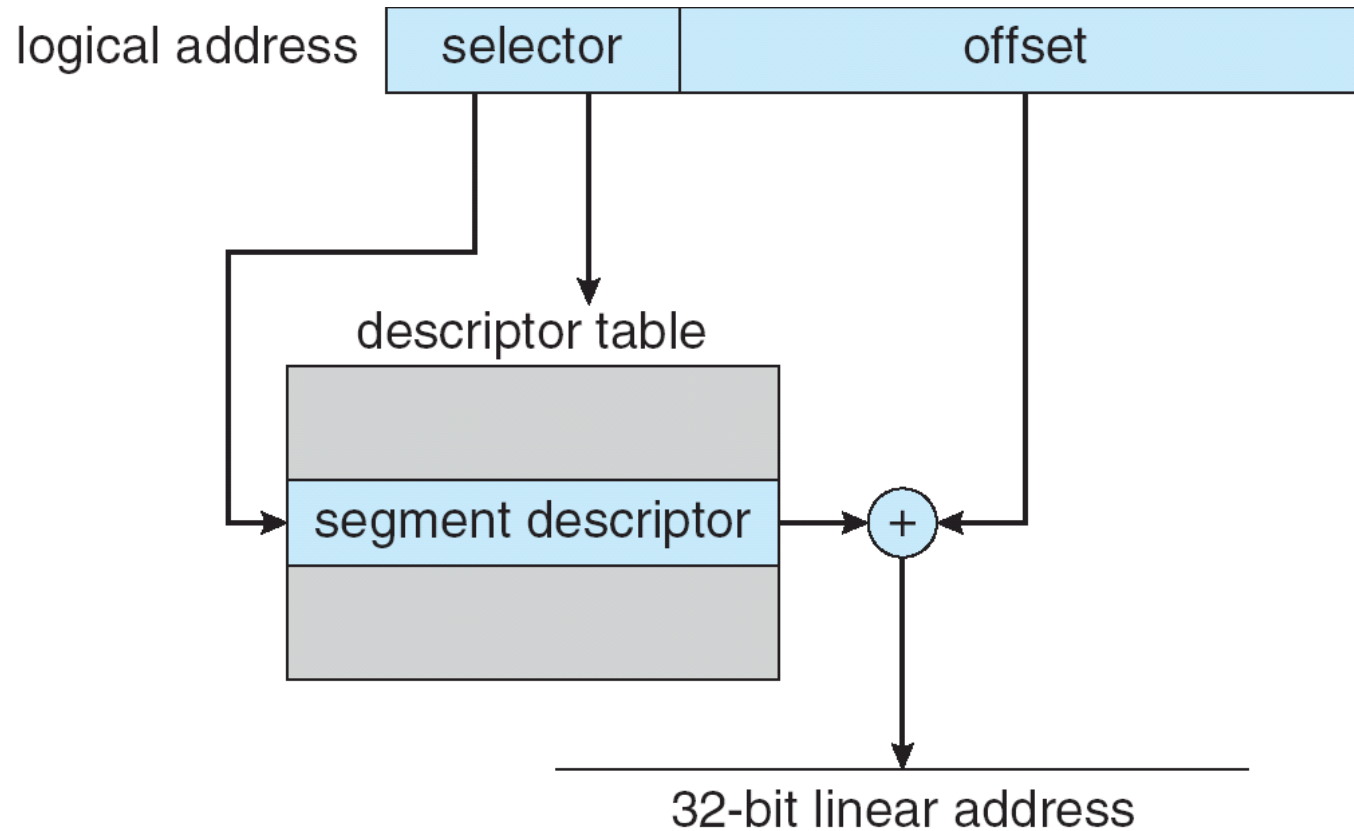 logical address selector offset
descriptor table
segment descriptor +
32-bit linear address